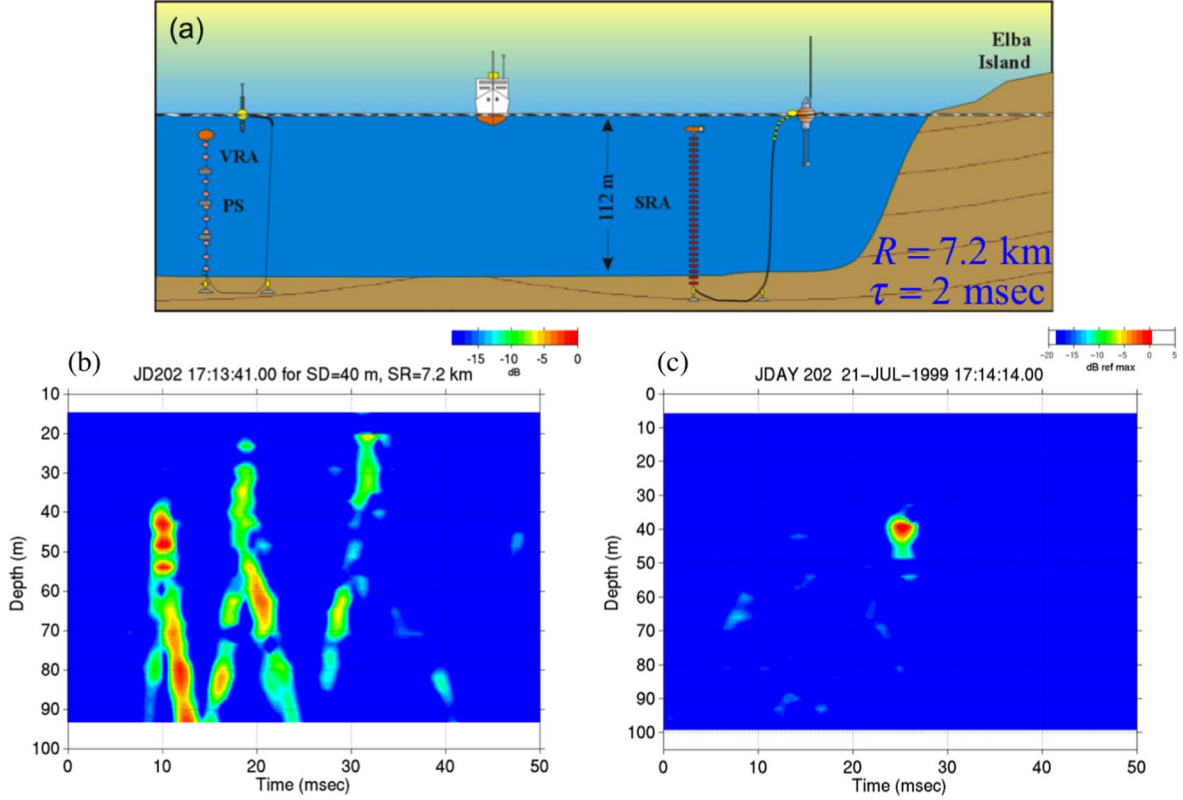 (a)
Elba
Island
VRA
PS
112 m
SRA
R = 7.2 km
τ = 2 msec
(b)
-15 -10 -5 0
dB
JD202 17:13:41.00 for SD=40 m, SR=7.2 km
10
20
30
40
50
60
70
80
90
100
Depth (m)
0 10 20 30 40 50
Time (msec)
(c)
-20 -15 -10 -5 0 5
dB ref max
JDAY 202 21-JUL-1999 17:14:14.00
0
10
20
30
40
50
60
70
80
90
100
Depth (m)
0 10 20 30 40 50
Time (msec)